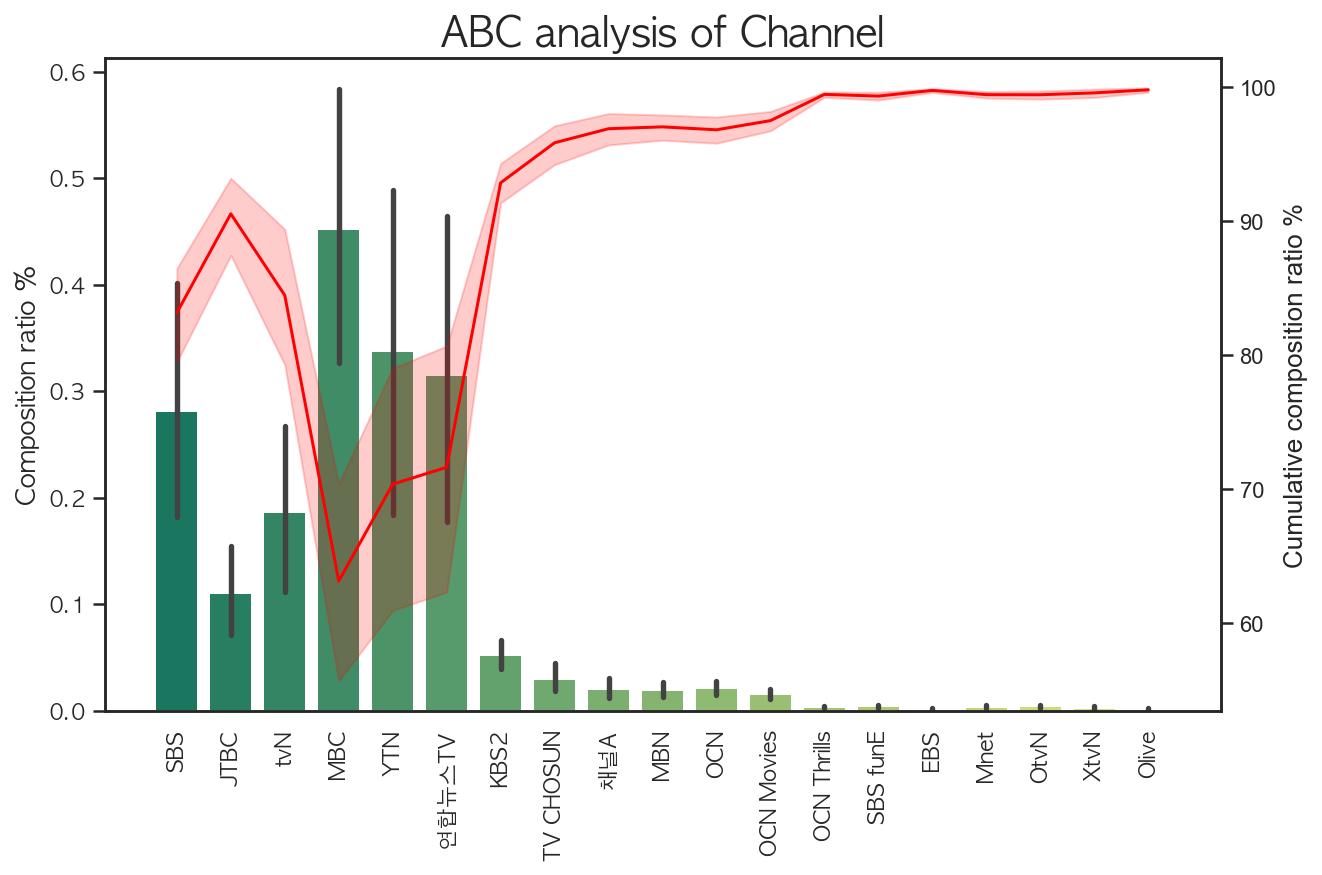 ABC analysis of Channel
Composition ratio %
0.6
0.5
0.4
0.3
0.2
0.1
0.0
100
90
80
70
60
Cumulative composition ratio %
SBS
JTBC
tvN
MBC
YTN
연합뉴스TV
KBS2
TV CHOSUN
채널A
MBN
OCN
OCN Movies
OCN Thrills
SBS funE
EBS
Mnet
OtvN
XtvN
Olive